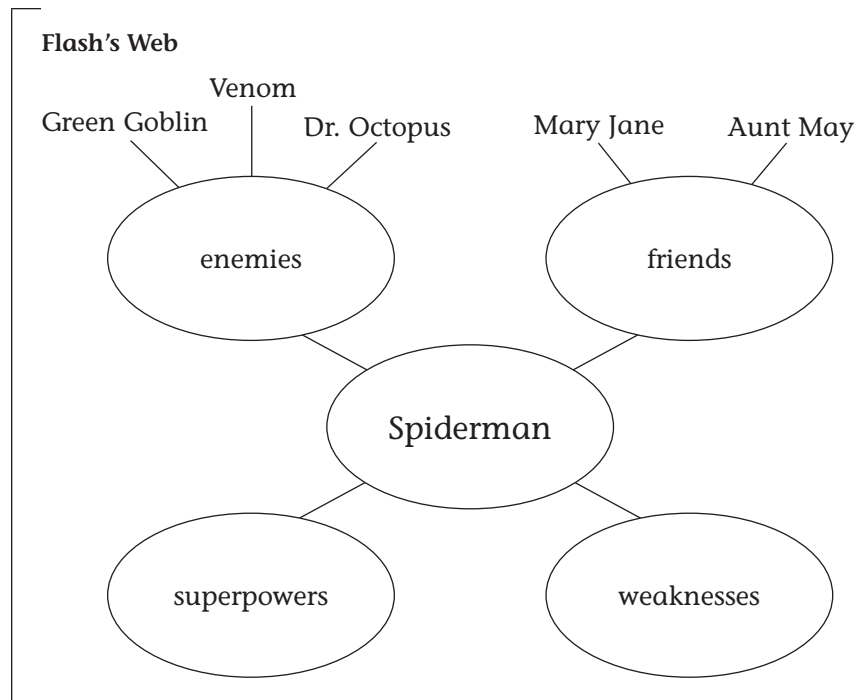 Flash’s Web
Venom
Green Goblin
Dr. Octopus
Mary Jane
Aunt May
enemies
friends
Spiderman
superpowers
weaknesses